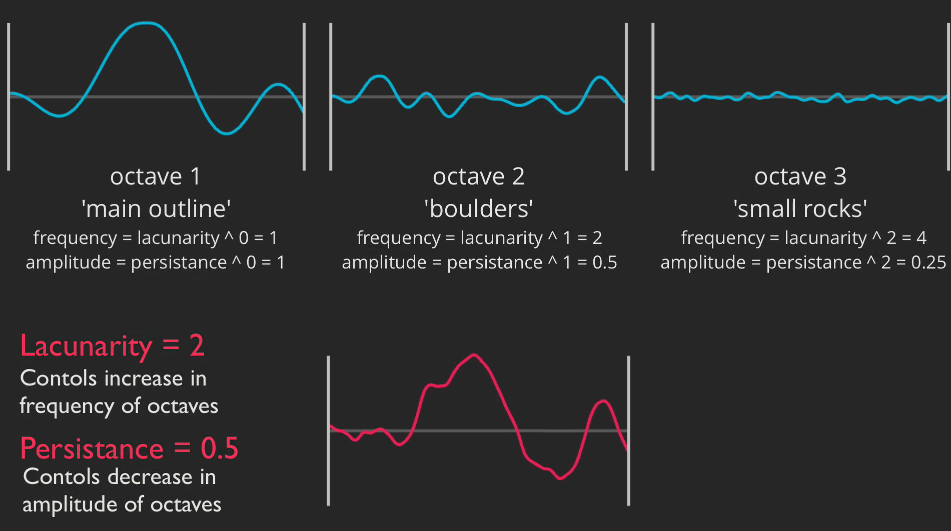 octave 1
'main outline'
frequency = lacunarity ^ 0 = 1
amplitude = persistance ^ 0 = 1
octave 2
'boulders'
frequency = lacunarity ^ 1 = 2
amplitude = persistance ^ 1 = 0.5
octave 3
'small rocks'
frequency = lacunarity ^ 2 = 4
amplitude = persistance ^ 2 = 0.25
Lacunarity = 2
Contols increase in
frequency of octaves
Persistance = 0.5
Contols decrease in
amplitude of octaves